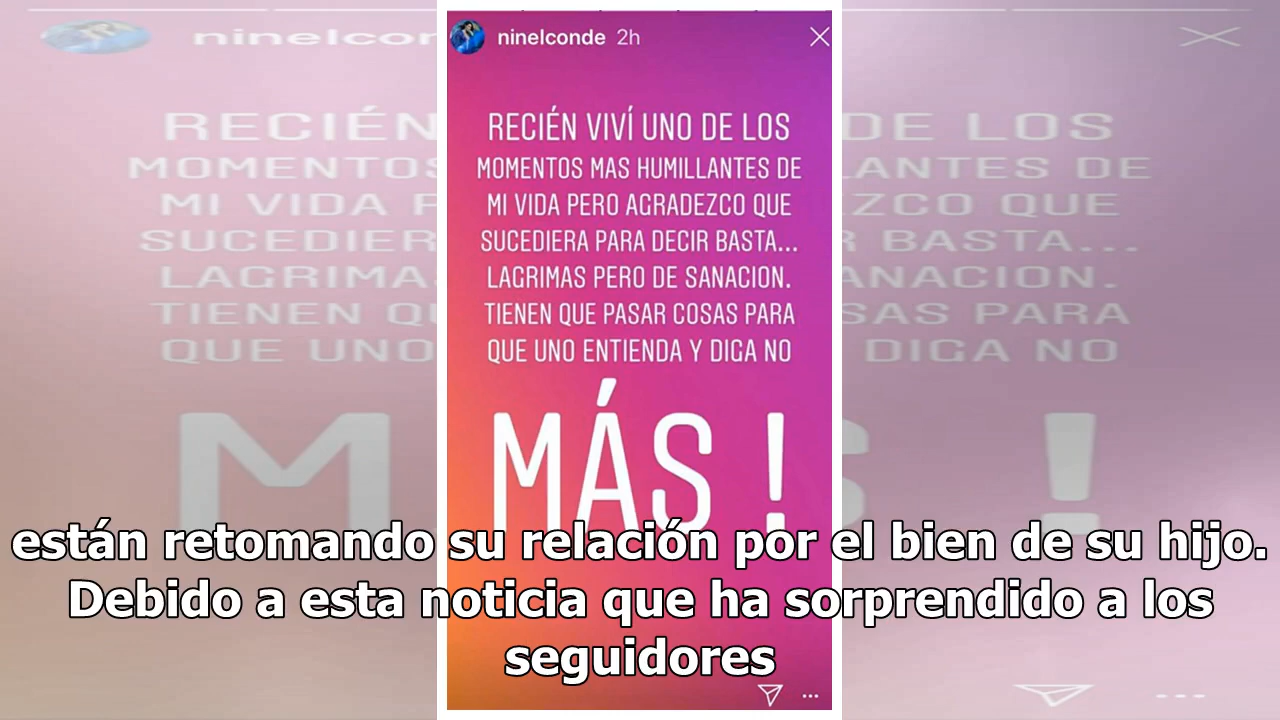 ninelconde 2h
RECIÉN VIVÍ UNO DE LOS
MOMENTOS MAS HUMILLANTES DE
MI VIDA PERO AGRADEZCO QUE
SUCEDIERA PARA DECIR BASTA...
LAGRIMAS PERO DE SANACION.
TIENEN QUE PASAR COSAS PARA
QUE UNO ENTIENDA Y DIGA NO
MÁS !
están retomando su relación por el bien de su hijo.
Debido a esta noticia que ha sorprendido a los
seguidores